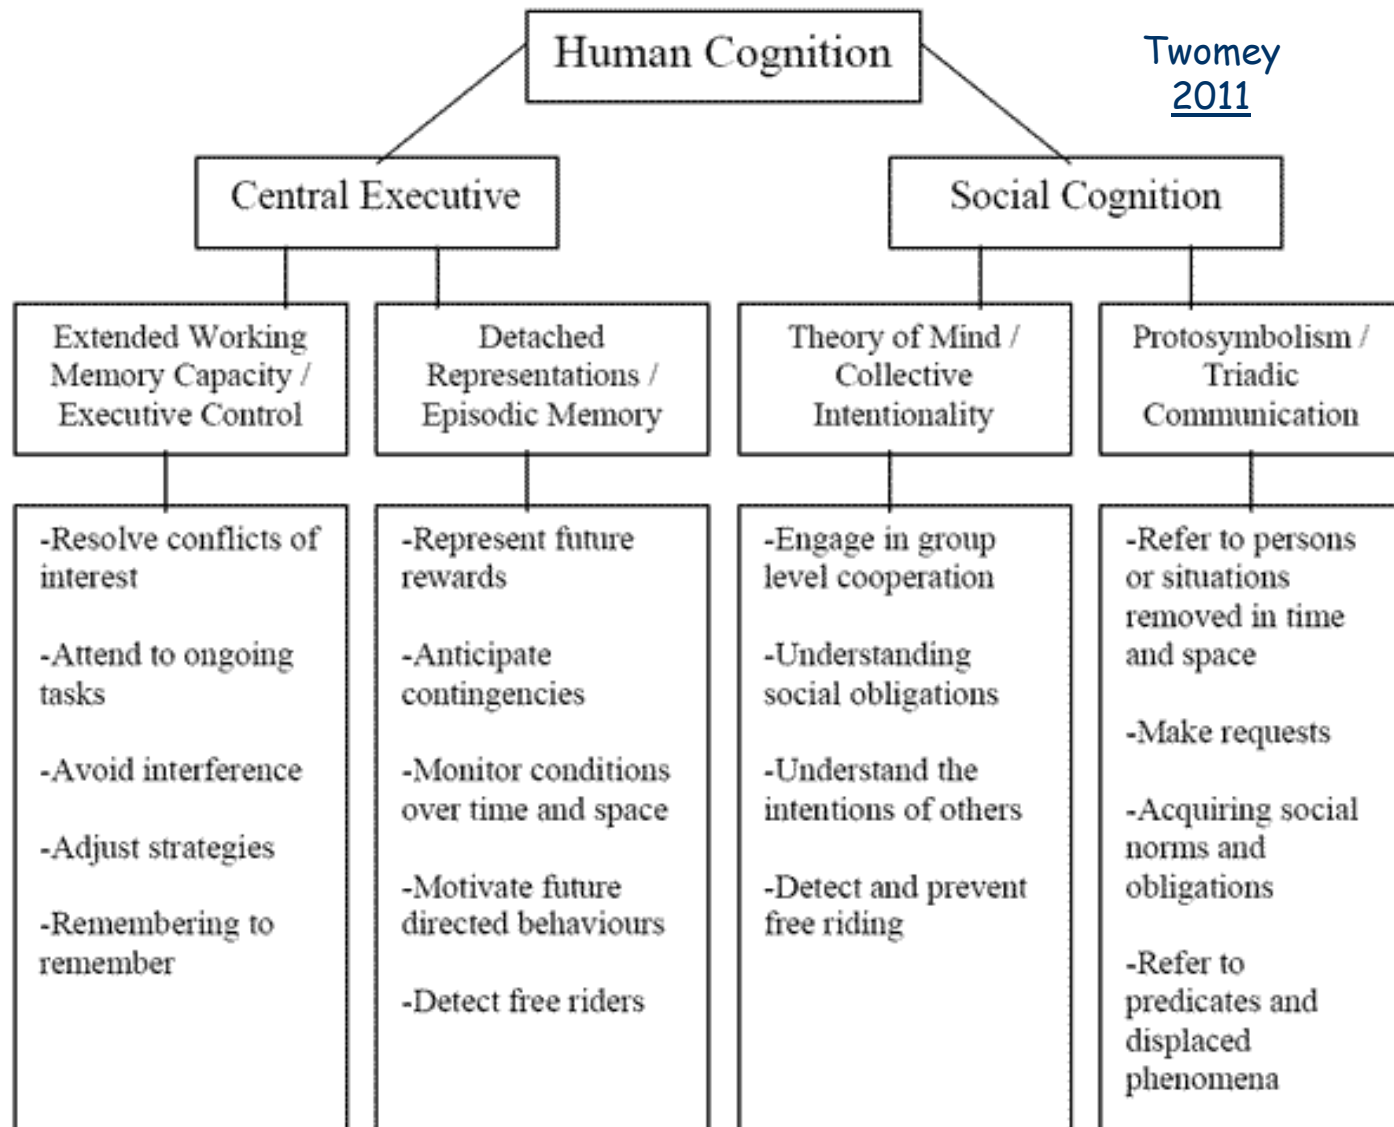 Human Cognition
Twomey
2011
Central Executive
Social Cognition
Extended Working
Memory Capacity /
Executive Control
Detached
Representations /
Episodic Memory
Theory of Mind /
Collective
Intentionality
Protosymbolism /
Triadic
Communication
-Resolve conflicts of
interest
-Attend to ongoing
tasks
-Avoid interference
-Adjust strategies
-Remembering to
remember
-Represent future
rewards
-Anticipate
contingencies
-Monitor conditions
over time and space
-Motivate future
directed behaviours
-Detect free riders
-Engage in group
level cooperation
-Understanding
social obligations
-Understand the
intentions of others
-Detect and prevent
free riding
-Refer to persons
or situations
removed in time
and space
-Make requests
-Acquiring social
norms and
obligations
-Refer to
predicates and
displaced
phenomena